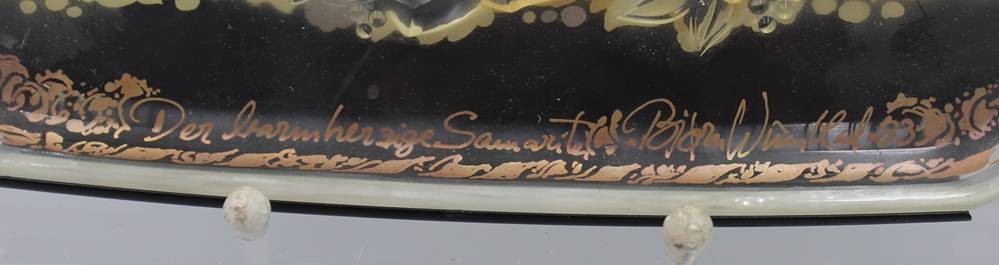 Der barmherzige Samariter. Björn Wiinblad 83